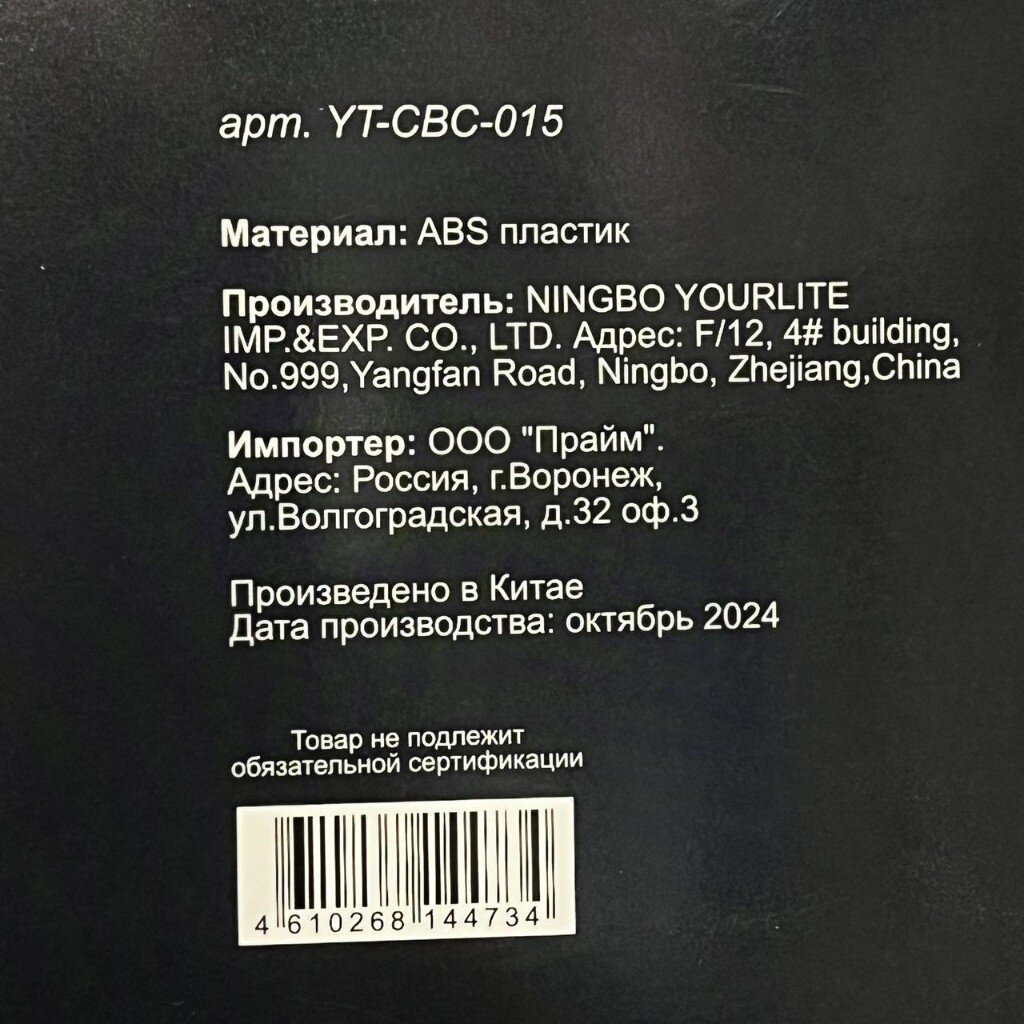 арт. YT-CBC-015
Материал: ABS пластик
Производитель: NINGBO YOURLITE
IMP.&EXP. CO., LTD. Адрес: F/12, 4# building,
No.999,Yangfan Road, Ningbo, Zhejiang,China
Импортер: ООО "Прайм".
Адрес: Россия, г.Воронеж,
ул.Волгоградская, д.32 оф.3
Произведено в Китае
Дата производства: октябрь 2024
Товар не подлежит
обязательной сертификации
4 610268 144734